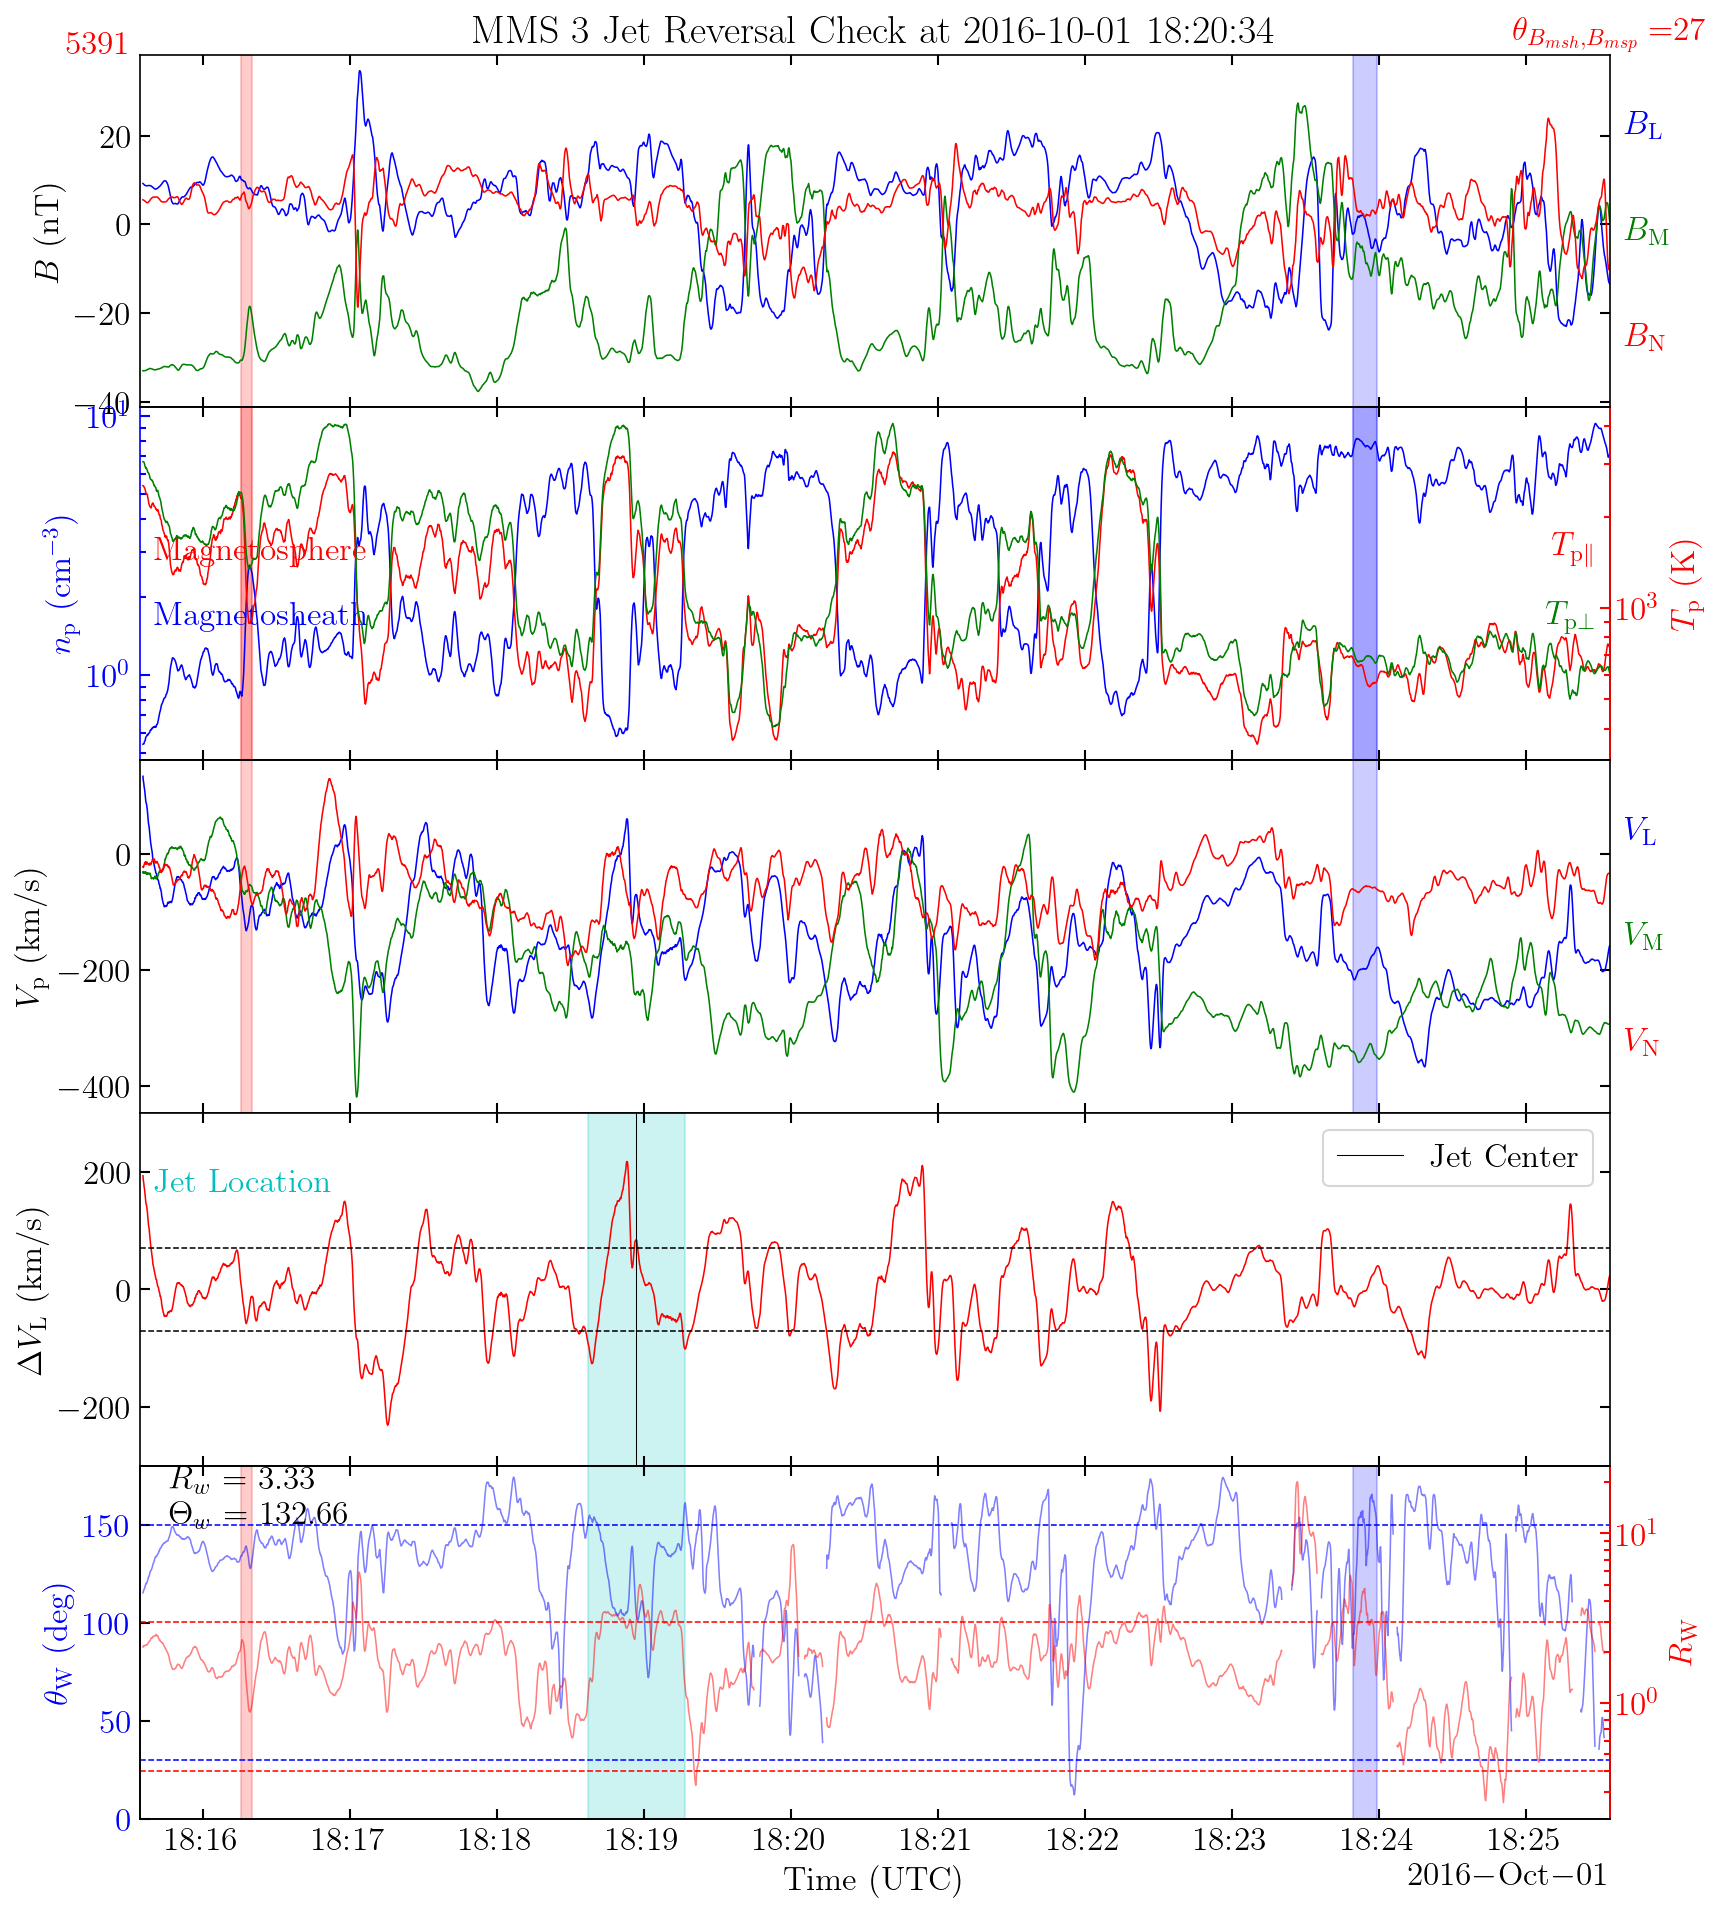 MMS 3 Jet Reversal Check at 2016-10-01 18:20:34
5391
θ_{B_{msh},B_{msp}} =27
20
0
−20
−40
B (nT)
B_L
B_M
B_N
10^1
10^0
n_p (cm^{−3})
Magnetosphere
Magnetosheath
T_{p∥}
T_{p⊥}
10^3
T_p (K)
0
−200
−400
V_p (km/s)
V_L
V_M
V_N
200
0
−200
ΔV_L (km/s)
Jet Location
Jet Center
R_w = 3.33
Θ_w = 132.66
150
100
50
0
θ_W (deg)
10^1
10^0
R_W
18:16 18:17 18:18 18:19 18:20 18:21 18:22 18:23 18:24 18:25
Time (UTC)
2016−Oct−01